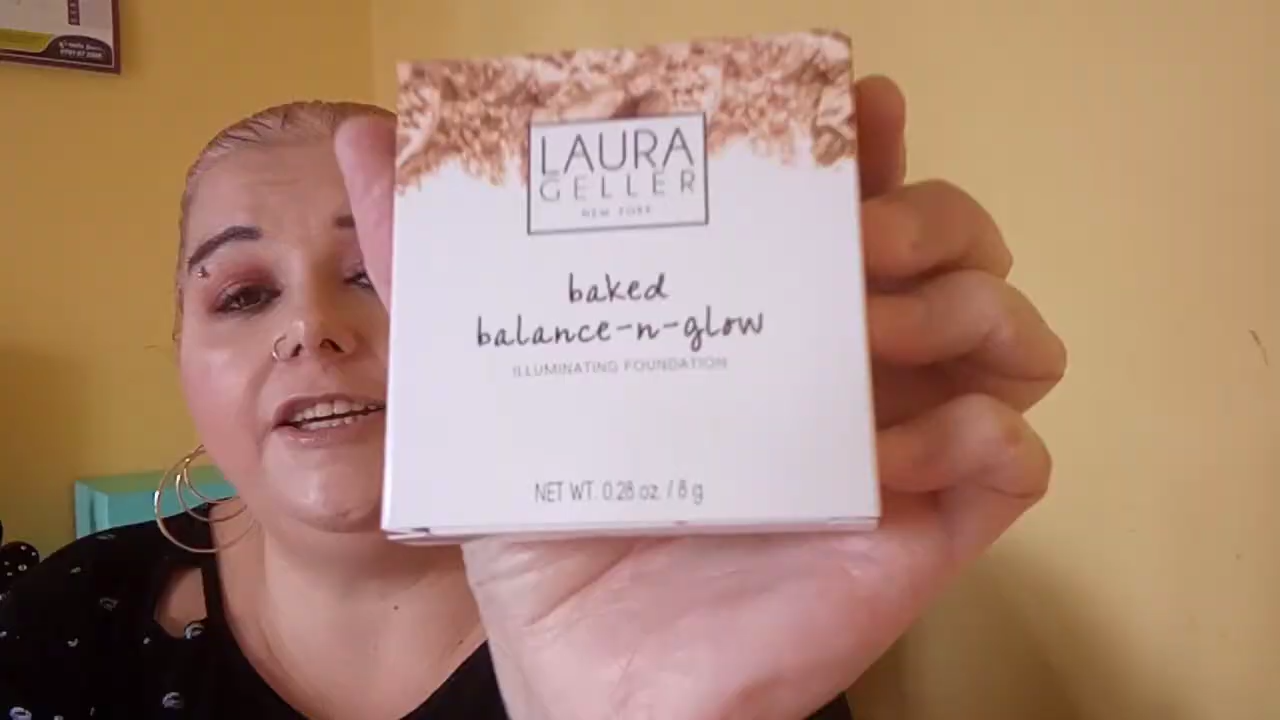 LAURA
GELLER
NEW YORK
baked
balance-n-glow
ILLUMINATING FOUNDATION
NET WT. 0.28 oz. / 8 g